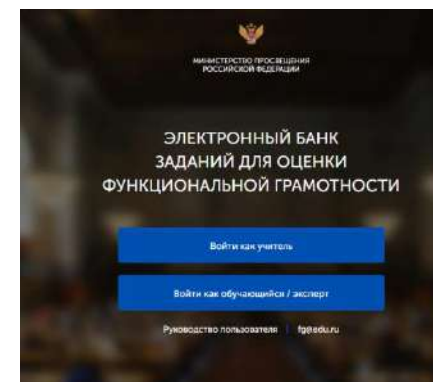 МИНИСТЕРСТВО ПРОСВЕЩЕНИЯ
РОССИЙСКОЙ ФЕДЕРАЦИИ
ЭЛЕКТРОННЫЙ БАНК
ЗАДАНИЙ ДЛЯ ОЦЕНКИ
ФУНКЦИОНАЛЬНОЙ ГРАМОТНОСТИ
Войти как учитель
Войти как обучающийся / эксперт
Руководство пользователя | fg@edu.ru